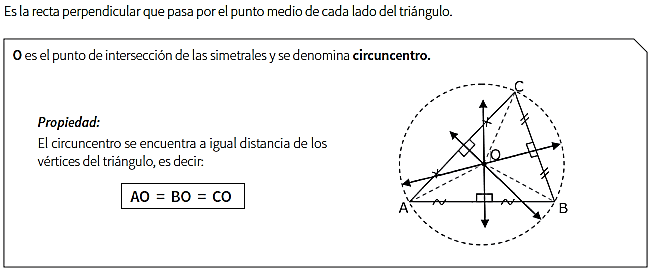 Es la recta perpendicular que pasa por el punto medio de cada lado del triángulo.
O es el punto de intersección de las simetrales y se denomina circuncentro.
Propiedad:
El circuncentro se encuentra a igual distancia de los
vértices del triángulo, es decir:
AO = BO = CO
C
O
A
B